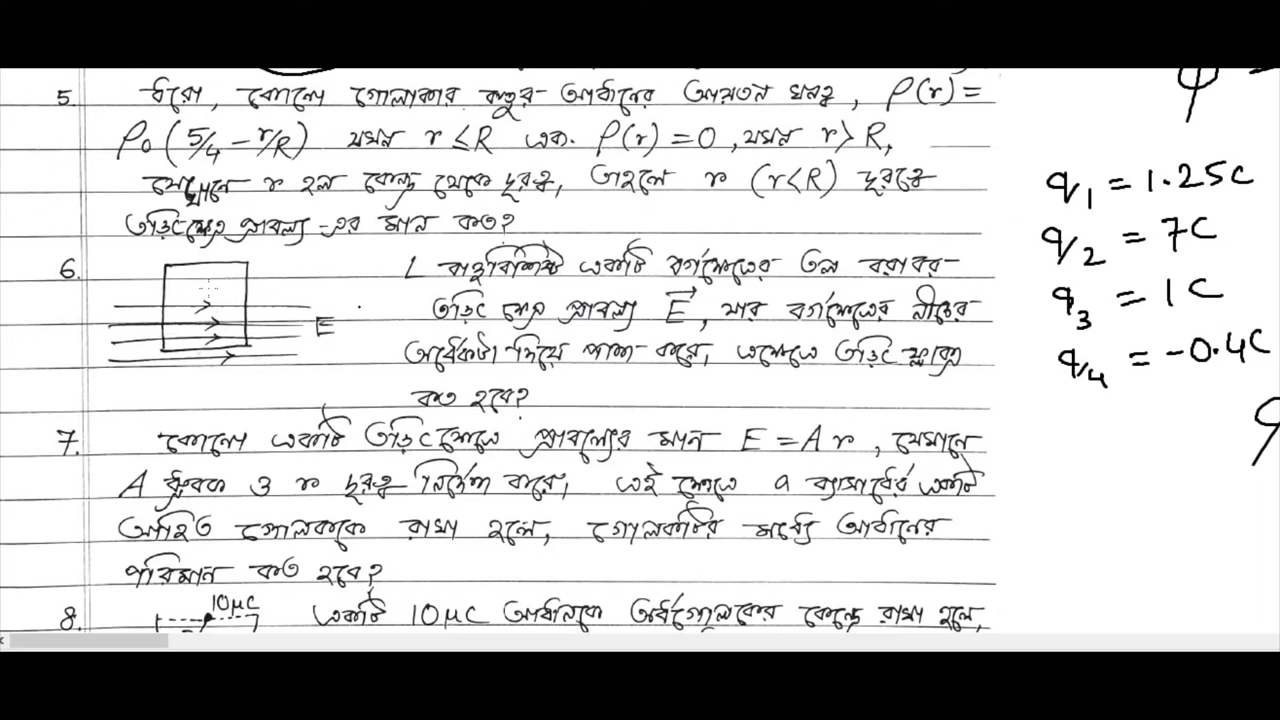 5. ধরো, কোনো গোলাকার বস্তুর আধানের আয়তন ঘনত্ব, ρ(r) =
ρ₀ (5/4 − r/R) যখন r ≤ R এবং ρ(r) = 0, যখন r > R,
যেখানে r হল কেন্দ্র থেকে দূরত্ব, তাহলে r (r < R) দূরত্বে
তড়িৎক্ষেত্র প্রাবল্য-এর মান কত?
6. L বাহুবিশিষ্ট একটি বর্গক্ষেত্রের তল বরাবর
তড়িৎ ক্ষেত্র প্রাবল্য E⃗, যার বর্গক্ষেত্রের নীচের
E
অর্ধেকটা দিয়ে পাশ করে, এক্ষেত্রে তড়িৎ ফ্লাক্স
কত হবে?
7. কোনো একটি তড়িৎক্ষেত্রে প্রাবল্যের মান E = Ar, যেখানে
A ধ্রুবক ও r দূরত্ব নির্দেশ করে, এই ক্ষেত্রে a ব্যাসার্ধের একটি
আহিত গোলককে রাখা হলে, গোলকটির মধ্যে আধানের
পরিমান কত হবে?
10μC
8. একটি 10μC আধানকে অর্ধগোলকের কেন্দ্রে রাখা হলে,
q₁ = 1.25C
q₂ = 7C
q₃ = 1C
q₄ = −0.4C